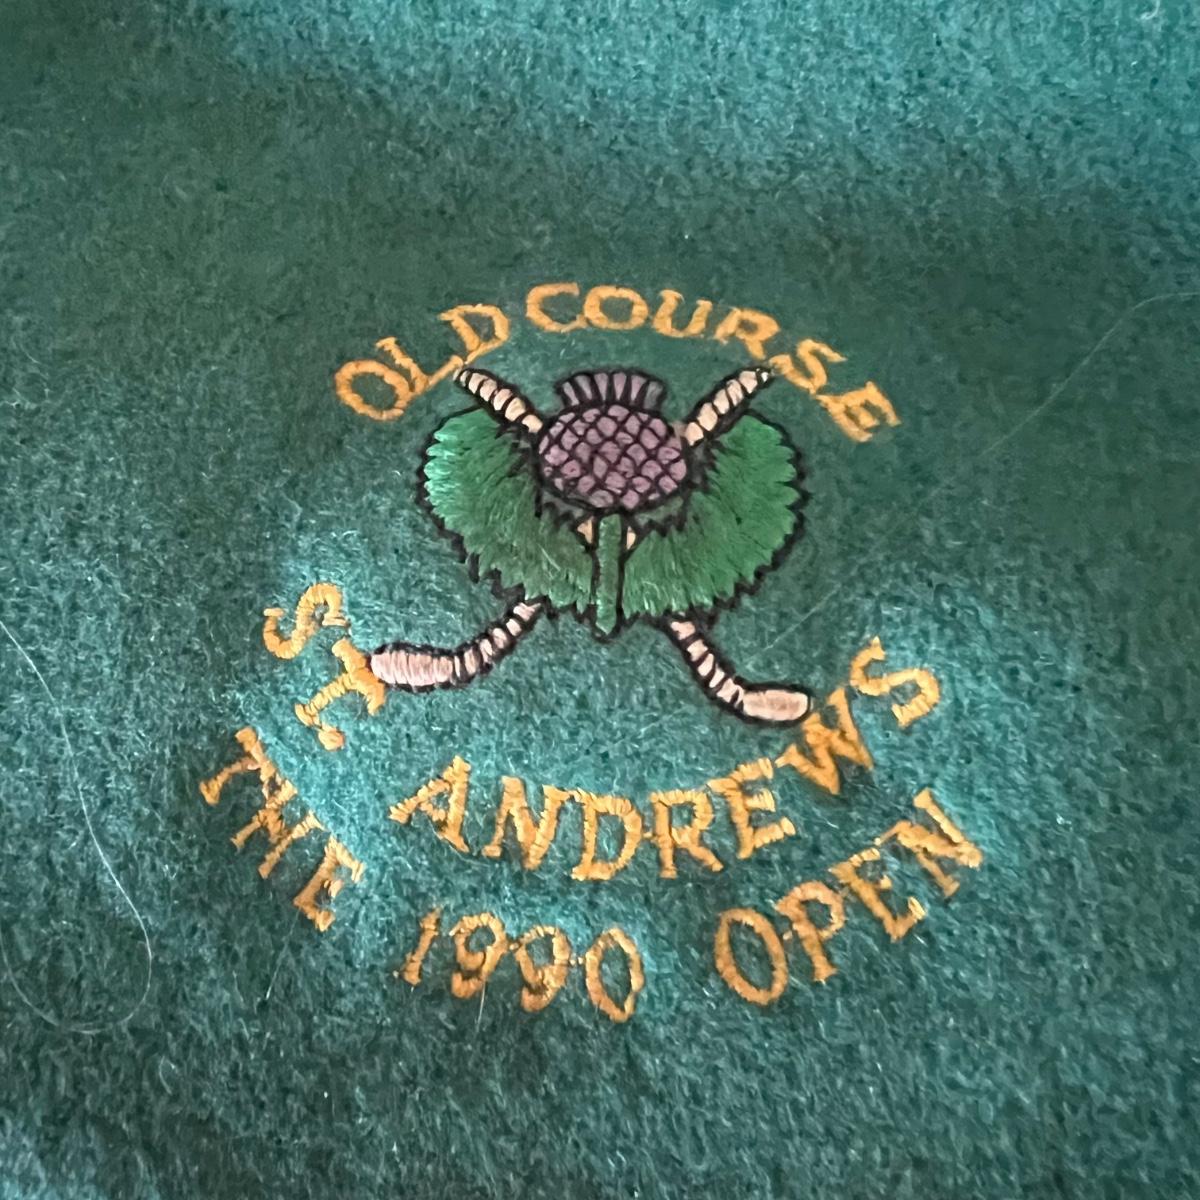 OLD COURSE
ST ANDREWS
THE 1990 OPEN